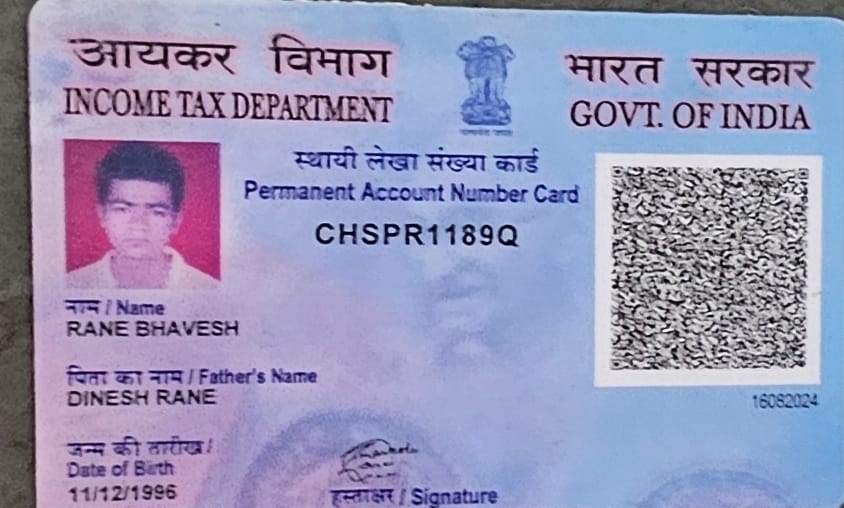 आयकर विभाग
INCOME TAX DEPARTMENT
भारत सरकार
GOVT. OF INDIA
स्थायी लेखा संख्या कार्ड
Permanent Account Number Card
CHSPR1189Q
नाम / Name
RANE BHAVESH
पिता का नाम / Father's Name
DINESH RANE
16082024
जन्म की तारीख /
Date of Birth
11/12/1996
हस्ताक्षर / Signature